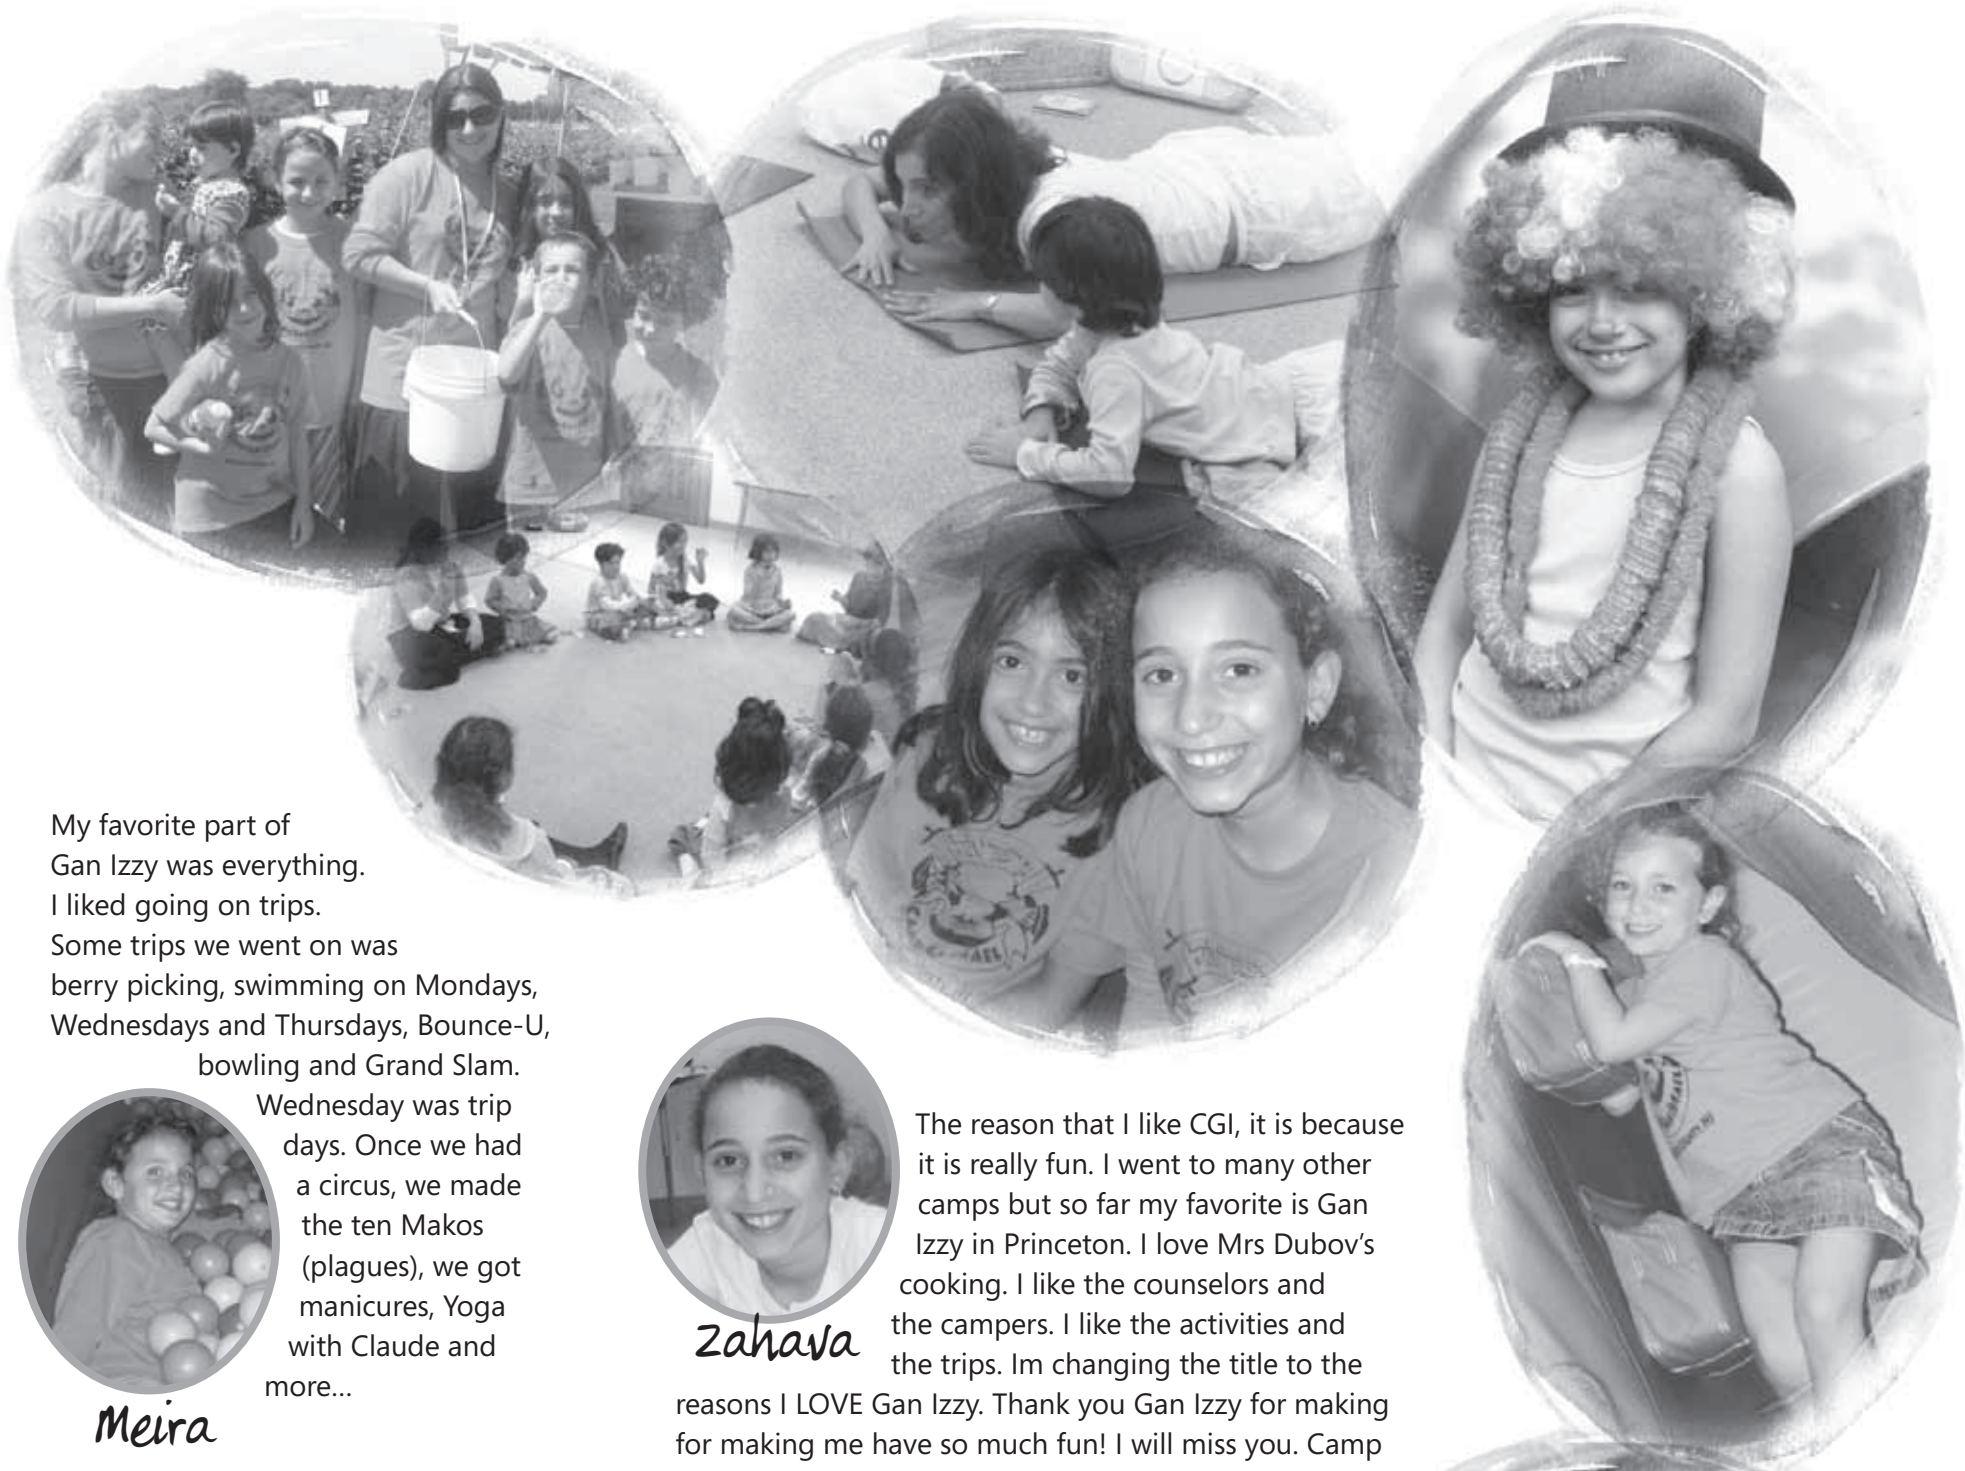 My favorite part of
Gan Izzy was everything.
I liked going on trips.
Some trips we went on was
berry picking, swimming on Mondays,
Wednesdays and Thursdays, Bounce-U,
bowling and Grand Slam.
Wednesday was trip
days. Once we had
a circus, we made
the ten Makos
(plagues), we got
manicures, Yoga
with Claude and
more...
Meira
The reason that I like CGI, it is because
it is really fun. I went to many other
camps but so far my favorite is Gan
Izzy in Princeton. I love Mrs Dubov's
cooking. I like the counselors and
the campers. I like the activities and
the trips. Im changing the title to the
reasons I LOVE Gan Izzy. Thank you Gan Izzy for making
for making me have so much fun! I will miss you. Camp
Zahava